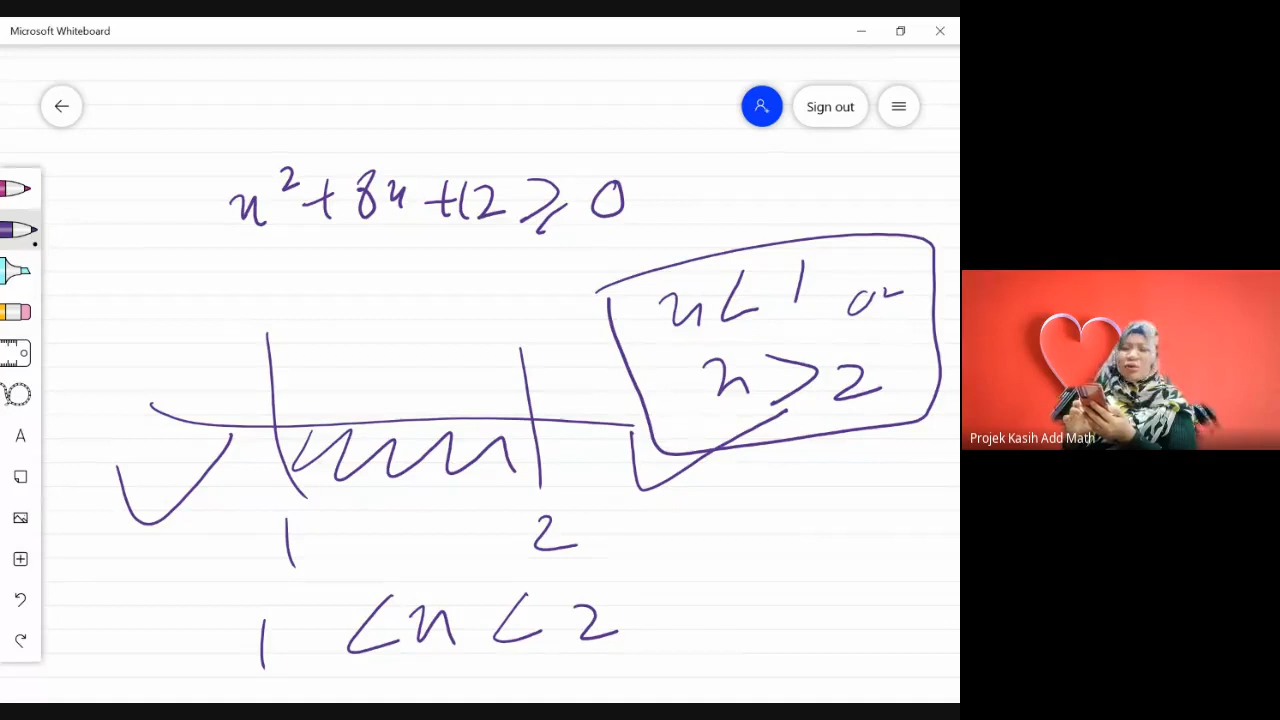 Microsoft Whiteboard
Sign out
x² + 8x + 12 ⩾ 0
x < 1 or
x > 2
1 2
1 < x < 2
A
Projek Kasih Add Math